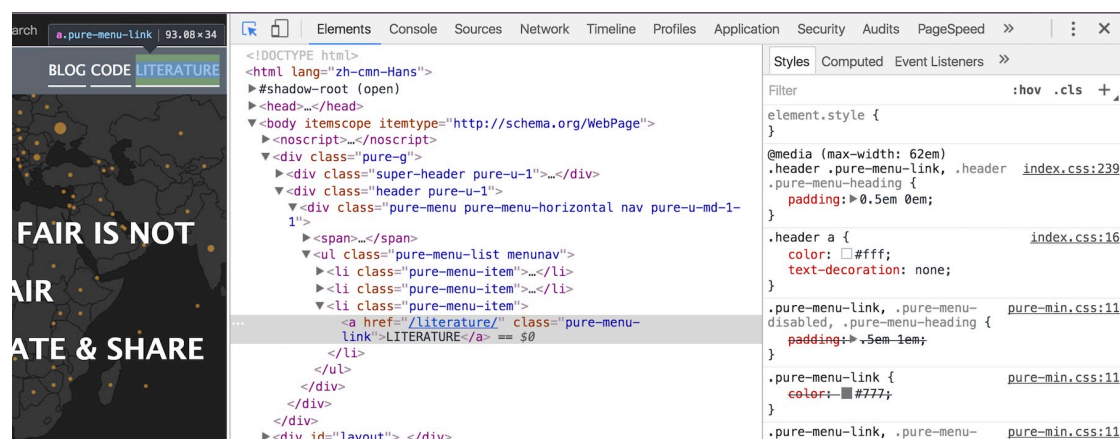 arch
a.pure-menu-link | 93.08×34
BLOG CODE LITERATURE
FAIR IS NOT
AIR
ATE & SHARE
Elements Console Sources Network Timeline Profiles Application Security Audits PageSpeed »
<!DOCTYPE html>
<html lang="zh-cmn-Hans">
▶#shadow-root (open)
▶<head>…</head>
▼<body itemscope itemtype="http://schema.org/WebPage">
▶<noscript>…</noscript>
▼<div class="pure-g">
▶<div class="super-header pure-u-1">…</div>
▼<div class="header pure-u-1">
▼<div class="pure-menu pure-menu-horizontal nav pure-u-md-1-
1">
▶<span>…</span>
▼<ul class="pure-menu-list menunav">
▶<li class="pure-menu-item">…</li>
▶<li class="pure-menu-item">…</li>
▼<li class="pure-menu-item">
<a href="/literature/" class="pure-menu-
link">LITERATURE</a> == $0
</li>
</ul>
</div>
</div>
</div>
▶<div id="layout">…</div>
Styles Computed Event Listeners »
Filter :hov .cls +
element.style {
}
@media (max-width: 62em)
.header .pure-menu-link, .header index.css:239
.pure-menu-heading {
padding:▶0.5em 0em;
}
.header a { index.css:16
color: #fff;
text-decoration: none;
}
.pure-menu-link, .pure-menu- pure-min.css:11
disabled, .pure-menu-heading {
padding:▶.5em 1em;
}
.pure-menu-link { pure-min.css:11
color: #777;
}
.pure-menu-link, .pure-menu- pure-min.css:11